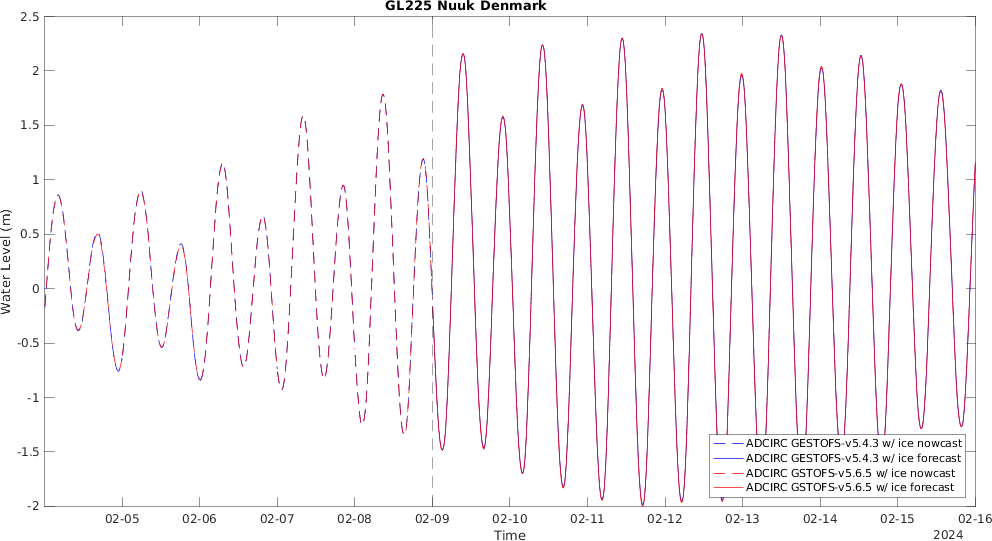 GL225 Nuuk Denmark
Water Level (m)
2.5
2
1.5
1
0.5
0
-0.5
-1
-1.5
-2
ADCIRC GESTOFS-v5.4.3 w/ ice nowcast
ADCIRC GESTOFS-v5.4.3 w/ ice forecast
ADCIRC GSTOFS-v5.6.5 w/ ice nowcast
ADCIRC GSTOFS-v5.6.5 w/ ice forecast
02-05 02-06 02-07 02-08 02-09 02-10 02-11 02-12 02-13 02-14 02-15 02-16
Time
2024